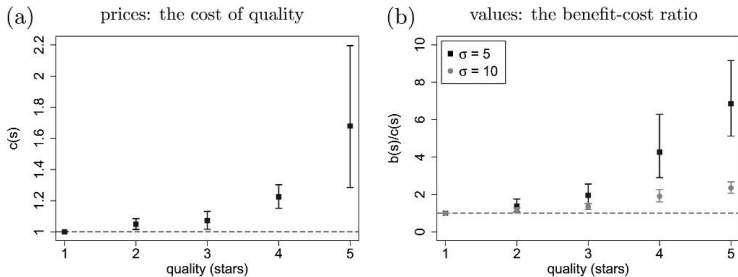 (a) prices: the cost of quality
c(s)
2.2
2
1.8
1.6
1.4
1.2
1
1 2 3 4 5
quality (stars)
(b) values: the benefit-cost ratio
b(s)/c(s)
10
8
6
4
2
0
σ = 5
σ = 10
1 2 3 4 5
quality (stars)